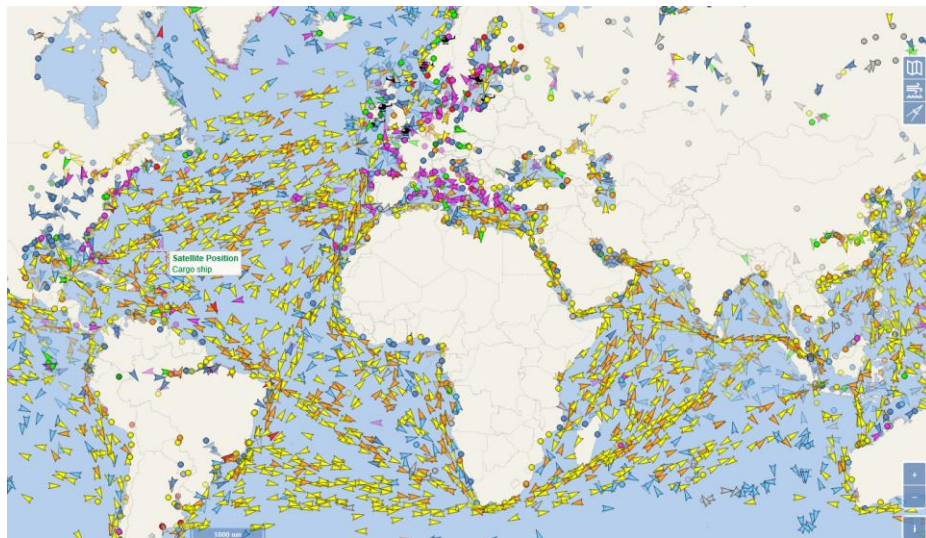 Satellite Position
Cargo ship
+
−
i
1000 nm